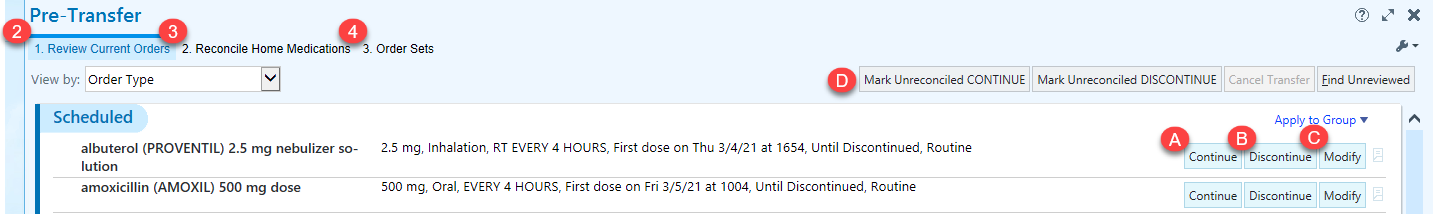 Pre-Transfer
2 3 4
1. Review Current Orders 2. Reconcile Home Medications 3. Order Sets
View by: Order Type D Mark Unreconciled CONTINUE Mark Unreconciled DISCONTINUE Cancel Transfer Find Unreviewed
Scheduled Apply to Group
A B C
albuterol (PROVENTIL) 2.5 mg nebulizer so- 2.5 mg, Inhalation, RT EVERY 4 HOURS, First dose on Thu 3/4/21 at 1654, Until Discontinued, Routine Continue Discontinue Modify
lution
amoxicillin (AMOXIL) 500 mg dose 500 mg, Oral, EVERY 4 HOURS, First dose on Fri 3/5/21 at 1004, Until Discontinued, Routine Continue Discontinue Modify